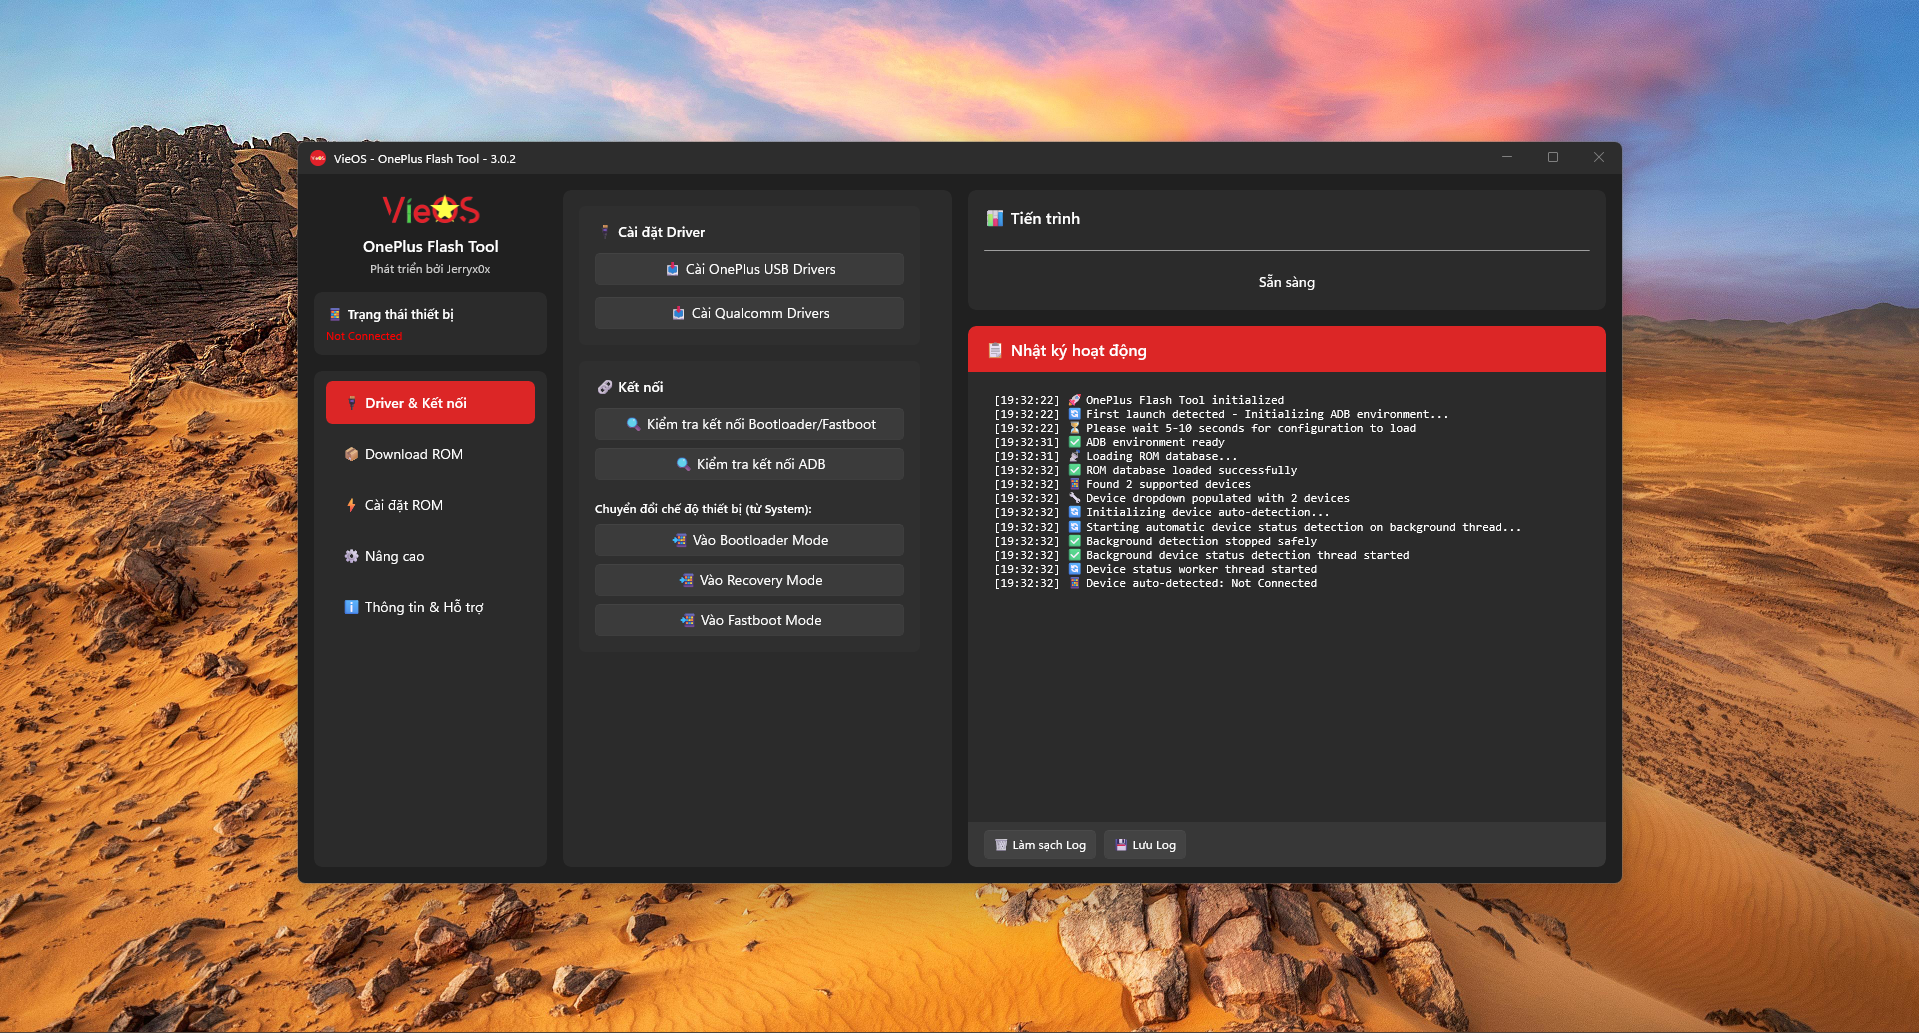 VieOS - OnePlus Flash Tool - 3.0.2
VieOS
OnePlus Flash Tool
Phát triển bởi Jerryx0x
Trạng thái thiết bị
Not Connected
Driver & Kết nối
Download ROM
Cài đặt ROM
Nâng cao
Thông tin & Hỗ trợ
Cài đặt Driver
Cài OnePlus USB Drivers
Cài Qualcomm Drivers
Kết nối
Kiểm tra kết nối Bootloader/Fastboot
Kiểm tra kết nối ADB
Chuyển đổi chế độ thiết bị (từ System):
Vào Bootloader Mode
Vào Recovery Mode
Vào Fastboot Mode
Tiến trình
Sẵn sàng
Nhật ký hoạt động
[19:32:22] 🚀 OnePlus Flash Tool initialized
[19:32:22] 🔄 First launch detected - Initializing ADB environment...
[19:32:22] ⏳ Please wait 5-10 seconds for configuration to load
[19:32:31] ✅ ADB environment ready
[19:32:31] 📡 Loading ROM database...
[19:32:32] ✅ ROM database loaded successfully
[19:32:32] 📱 Found 2 supported devices
[19:32:32] 🔧 Device dropdown populated with 2 devices
[19:32:32] 🔄 Initializing device auto-detection...
[19:32:32] 🔄 Starting automatic device status detection on background thread...
[19:32:32] ✅ Background detection stopped safely
[19:32:32] ✅ Background device status detection thread started
[19:32:32] 🔄 Device status worker thread started
[19:32:32] 📱 Device auto-detected: Not Connected
Làm sạch Log
Lưu Log